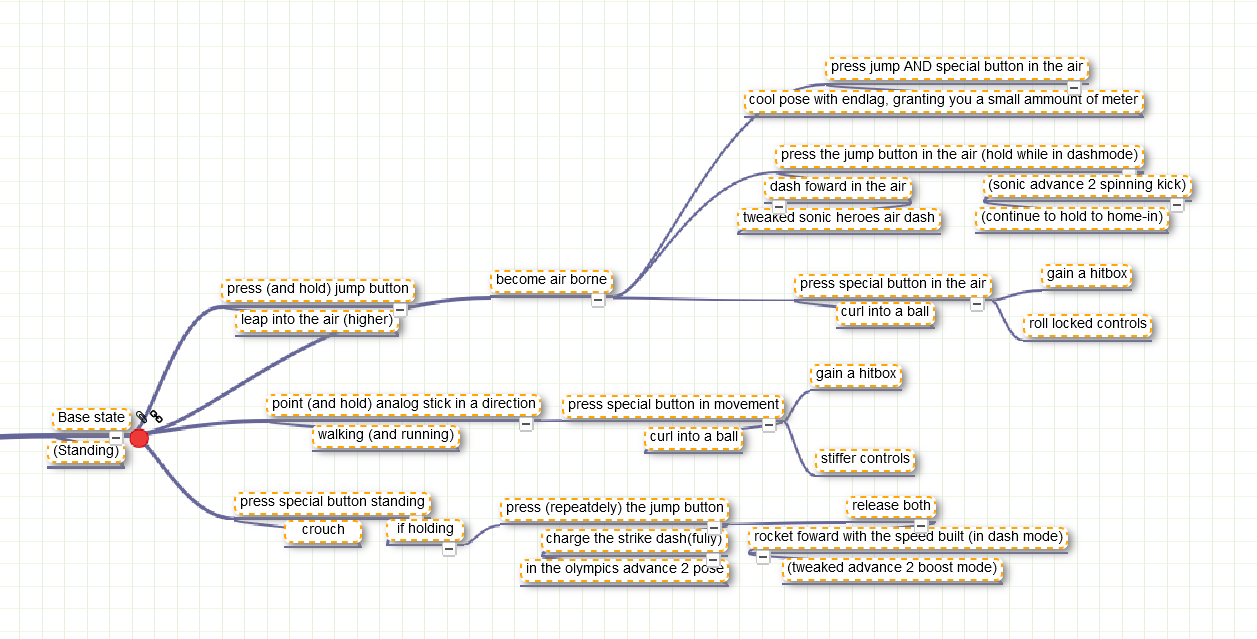 press jump AND special button in the air
cool pose with endlag, granting you a small ammount of meter
press the jump button in the air (hold while in dashmode)
dash foward in the air
tweaked sonic heroes air dash
(sonic advance 2 spinning kick)
(continue to hold to home-in)
become air borne
press special button in the air
curl into a ball
gain a hitbox
roll locked controls
press (and hold) jump button
leap into the air (higher)
Base state
(Standing)
point (and hold) analog stick in a direction
walking (and running)
press special button in movement
curl into a ball
gain a hitbox
stiffer controls
press special button standing
crouch
if holding
press (repeatdely) the jump button
charge the strike dash(fully)
in the olympics advance 2 pose
release both
rocket foward with the speed built (in dash mode)
(tweaked advance 2 boost mode)